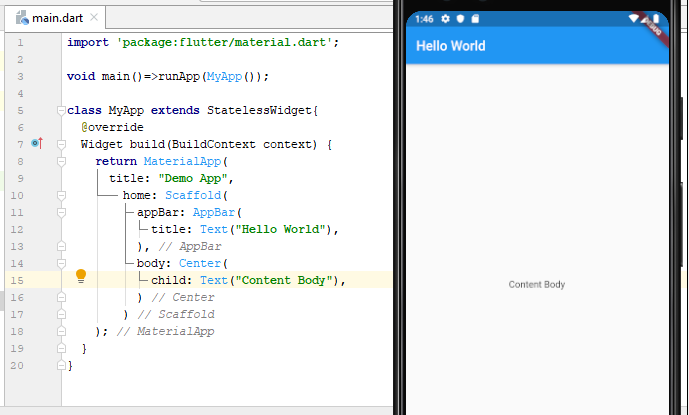 main.dart
1 import 'package:flutter/material.dart';
2
3 void main()=>runApp(MyApp());
4
5 class MyApp extends StatelessWidget{
6 @override
7 Widget build(BuildContext context) {
8 return MaterialApp(
9 title: "Demo App",
10 home: Scaffold(
11 appBar: AppBar(
12 title: Text("Hello World"),
13 ), // AppBar
14 body: Center(
15 child: Text("Content Body"),
16 ) // Center
17 ) // Scaffold
18 ); // MaterialApp
19 }
20 }
1:46
DEBUG
Hello World
Content Body